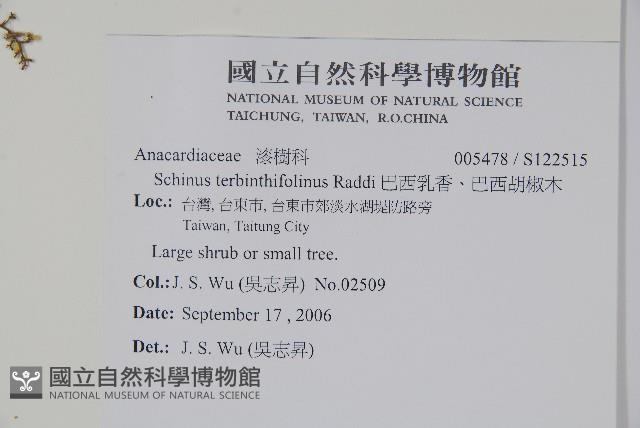 國立自然科學博物館
NATIONAL MUSEUM OF NATURAL SCIENCE
TAICHUNG, TAIWAN, R.O.CHINA
Anacardiaceae 漆樹科 005478 / S122515
Schinus terbinthifolinus Raddi 巴西乳香、巴西胡椒木
Loc.: 台灣, 台東市, 台東市郊淡水湖堤防路旁
Taiwan, Taitung City
Large shrub or small tree.
Col.: J. S. Wu (吳志昇) No.02509
Date: September 17 , 2006
Det.: J. S. Wu (吳志昇)
國立自然科學博物館
NATIONAL MUSEUM OF NATURAL SCIENCE